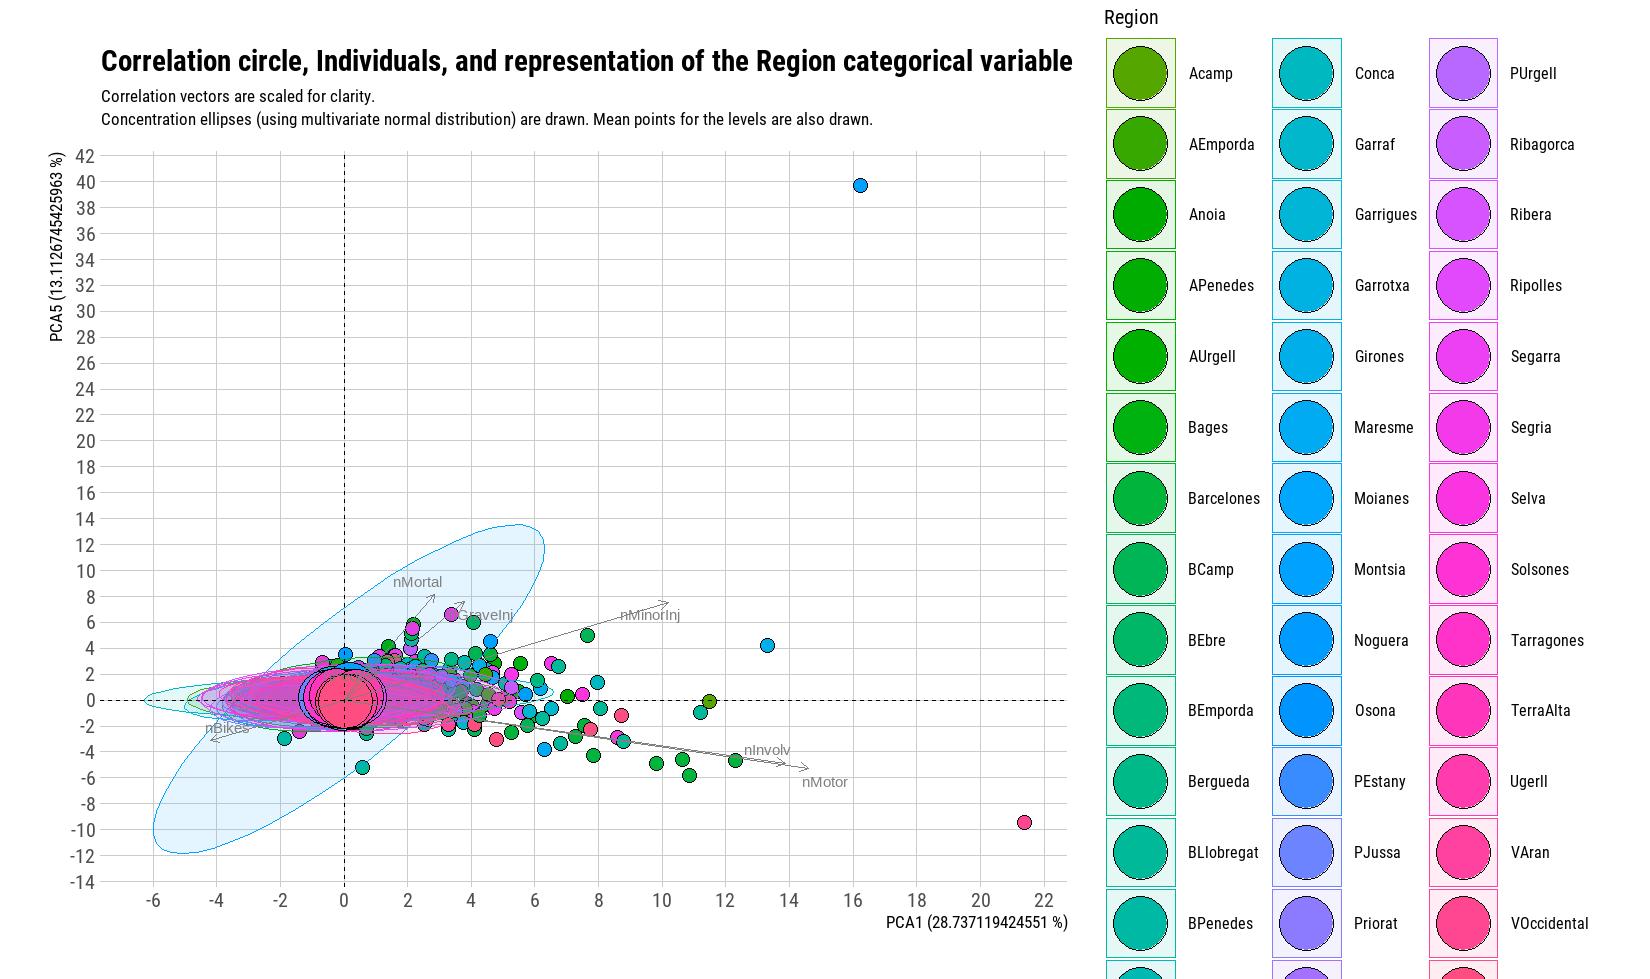 Correlation circle, Individuals, and representation of the Region categorical variable
Correlation vectors are scaled for clarity.
Concentration ellipses (using multivariate normal distribution) are drawn. Mean points for the levels are also drawn.
PCA5 (13.1126745425963 %)
42
40
38
36
34
32
30
28
26
24
22
20
18
16
14
12
10
8
6
4
2
0
-2
-4
-6
-8
-10
-12
-14
nMortal
GraveInj
nMinorInj
nBikes
nInvolv
nMotor
-6 -4 -2 0 2 4 6 8 10 12 14 16 18 20 22
PCA1 (28.737119424551 %)
Region
Acamp
AEmporda
Anoia
APenedes
AUrgell
Bages
Barcelones
BCamp
BEbre
BEmporda
Bergueda
BLlobregat
BPenedes
Conca
Garraf
Garrigues
Garrotxa
Girones
Maresme
Moianes
Montsia
Noguera
Osona
PEstany
PJussa
Priorat
PUrgell
Ribagorca
Ribera
Ripolles
Segarra
Segria
Selva
Solsones
Tarragones
TerraAlta
Ugerll
VAran
VOccidental